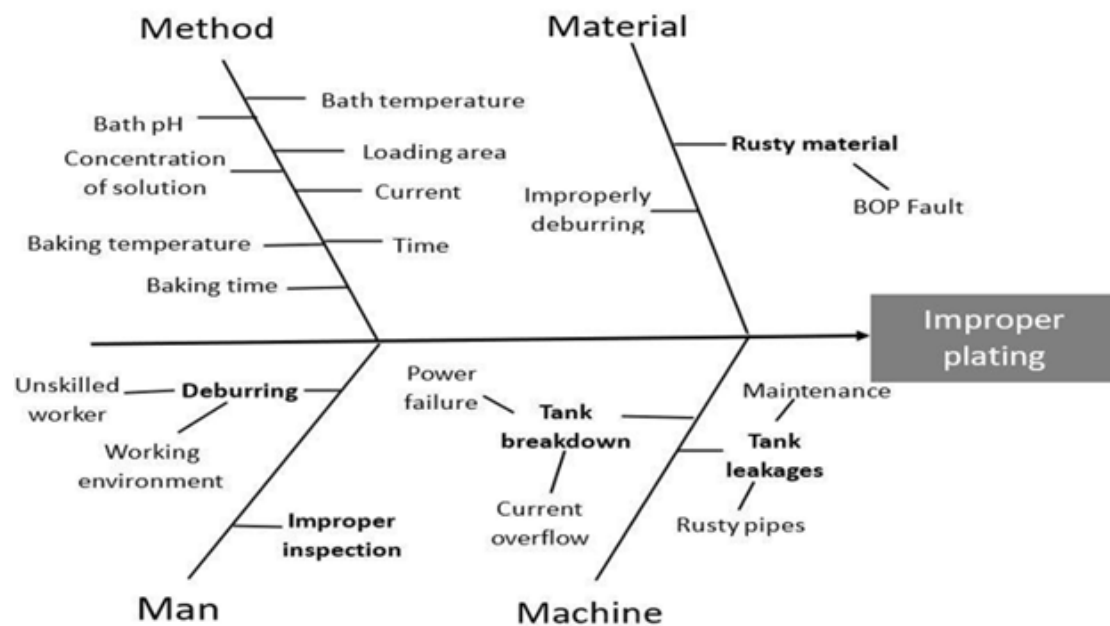 Method
Material
Bath temperature
Bath pH
Concentration
of solution
Loading area
Current
Baking temperature
Time
Baking time
Rusty material
Improperly
deburring
BOP Fault
Improper
plating
Unskilled
worker
Deburring
Working
environment
Improper
inspection
Power
failure
Tank
breakdown
Current
overflow
Maintenance
Tank
leakages
Rusty pipes
Man
Machine